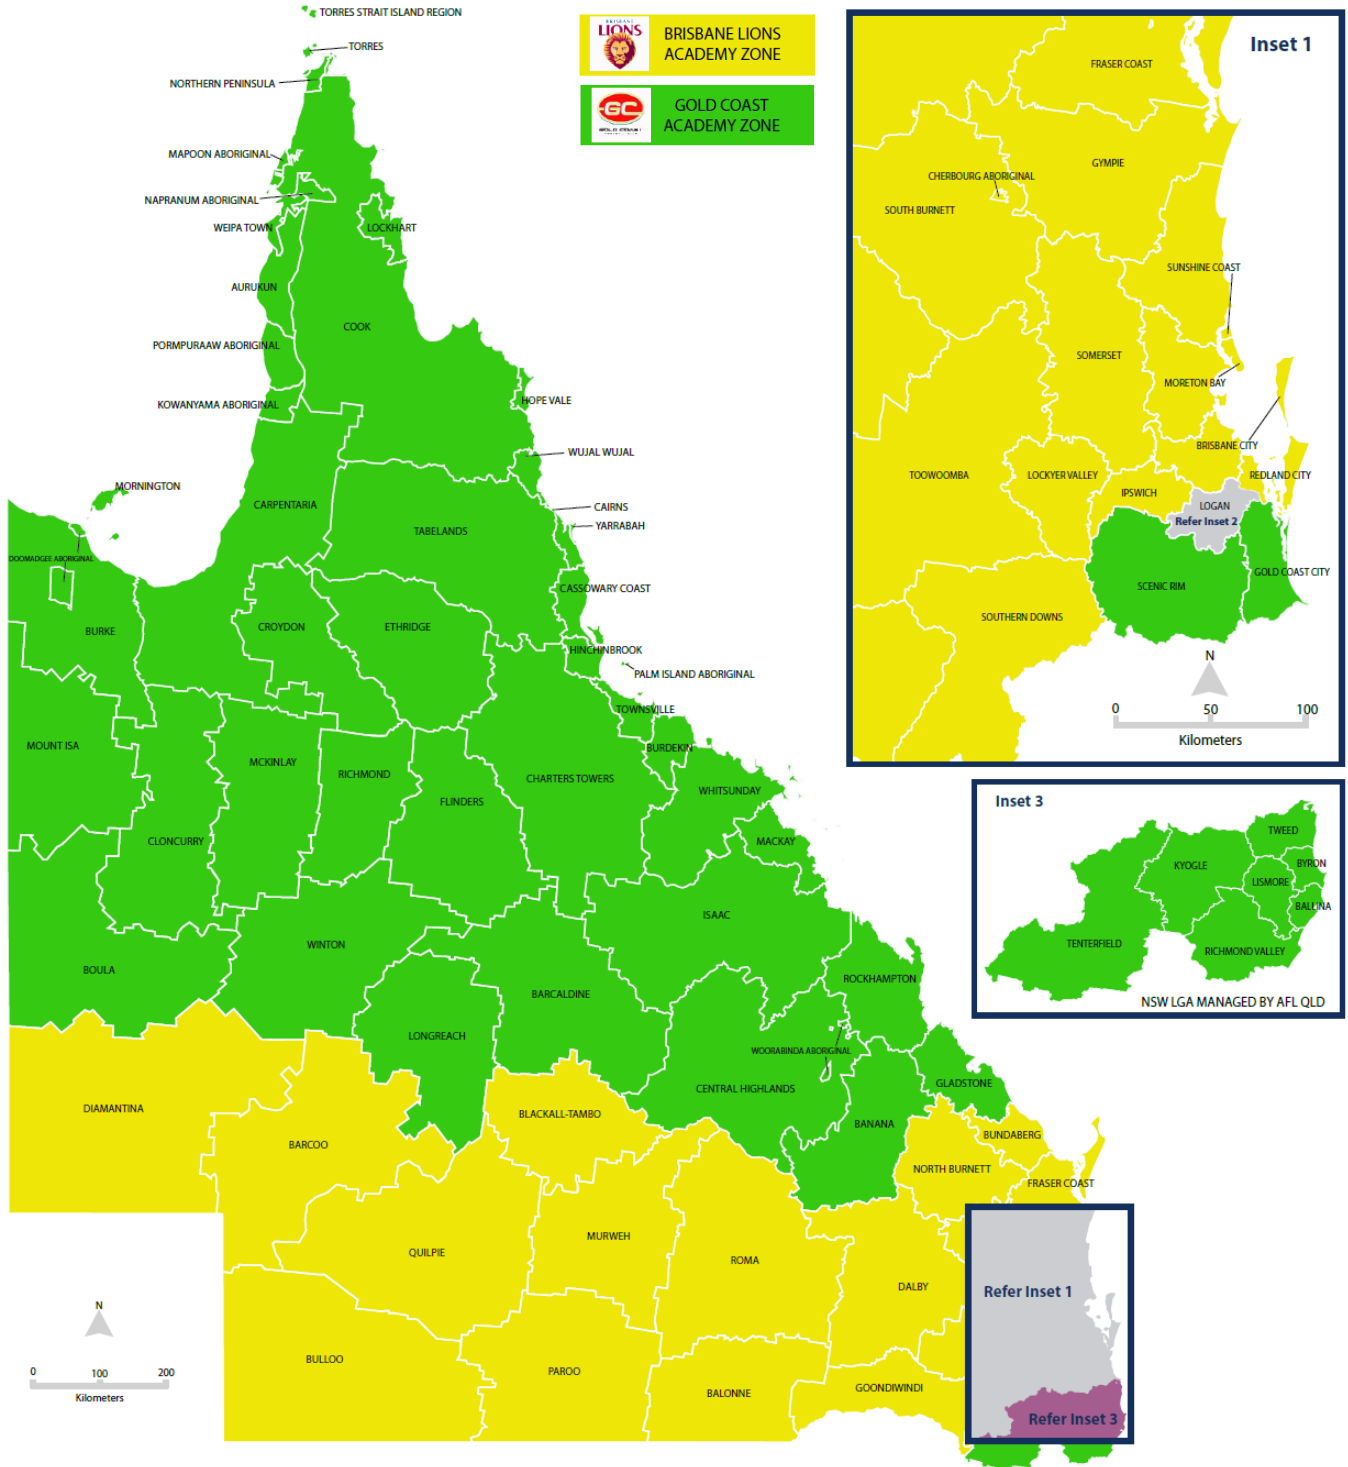 TORRES STRAIT ISLAND REGION
TORRES
NORTHERN PENINSULA
MAPOON ABORIGINAL
NAPRANUM ABORIGINAL
WEIPA TOWN
LOCKHART
AURUKUN
COOK
PORMPURAAW ABORIGINAL
KOWANYAMA ABORIGINAL
HOPE VALE
WUJAL WUJAL
MORNINGTON
CARPENTARIA
CAIRNS
YARRABAH
TABELANDS
DOOMADGEE ABORIGINAL
CASSOWARY COAST
BURKE
CROYDON
ETHRIDGE
HINCHINBROOK
PALM ISLAND ABORIGINAL
TOWNSVILLE
MOUNT ISA
BURDEKIN
MCKINLAY
RICHMOND
CHARTERS TOWERS
WHITSUNDAY
FLINDERS
CLONCURRY
MACKAY
ISAAC
WINTON
BOULA
BARCALDINE
ROCKHAMPTON
LONGREACH
WOORABINDA ABORIGINAL
CENTRAL HIGHLANDS
GLADSTONE
DIAMANTINA
BLACKALL-TAMBO
BANANA
BARCOO
BUNDABERG
NORTH BURNETT
FRASER COAST
QUILPIE
MURWEH
ROMA
DALBY
Refer Inset 1
BULLOO
PAROO
BALONNE
GOONDIWINDI
Refer Inset 3
N
0 100 200
Kilometers
BRISBANE
LIONS
BRISBANE LIONS
ACADEMY ZONE
GC
GOLD COAST
ACADEMY ZONE
Inset 1
FRASER COAST
GYMPIE
CHERBOURG ABORIGINAL
SOUTH BURNETT
SUNSHINE COAST
SOMERSET
MORETON BAY
BRISBANE CITY
TOOWOOMBA
LOCKYER VALLEY
REDLAND CITY
IPSWICH
LOGAN
Refer Inset 2
GOLD COAST CITY
SCENIC RIM
SOUTHERN DOWNS
N
0 50 100
Kilometers
Inset 3
TWEED
KYOGLE
BYRON
LISMORE
BALLINA
TENTERFIELD
RICHMOND VALLEY
NSW LGA MANAGED BY AFL QLD